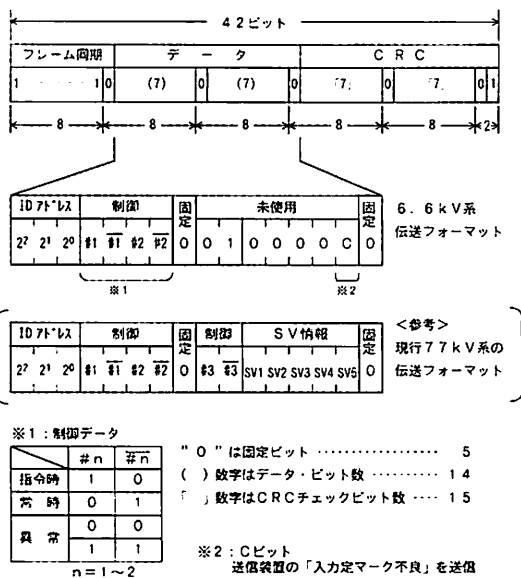 42ビット
フレーム同期 データ CRC
1 1 0 (7) 0 (7) 0 「7」 0 「7」 0 1
8 8 8 8 8 2
IDアドレス 制御 固定 未使用 固定
2² 2¹ 2⁰ #1 #1 #2 #2 0 0 1 0 0 0 0 C 0
※1 ※2
6.6kV系
伝送フォーマット
IDアドレス 制御 固定 制御 SV情報 固定
2² 2¹ 2⁰ #1 #1 #2 #2 0 #3 #3 SV1 SV2 SV3 SV4 SV5 0
<参考>
現行77kV系の
伝送フォーマット
※1:制御データ
#n #n
指令時 1 0
常時 0 1
異常 0 0
1 1
n=1~2
"0"は固定ビット ・・・・・・・・・・・・・・・・ 5
( )数字はデータ・ビット数 ・・・・・・・・・ 14
「 」数字はCRCチェックビット数 ・・・・ 15
※2:Cビット
送信装置の「入力定マーク不良」を送信